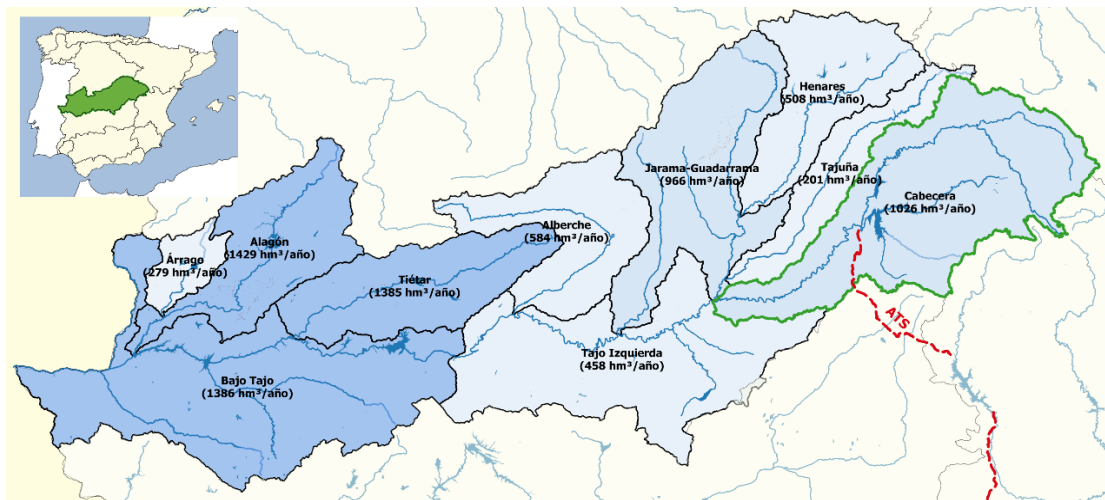 Henares
(508 hm³/año)
Jarama-Guadarrama
(966 hm³/año)
Tajuña
(201 hm³/año)
Cabecera
(1026 hm³/año)
Alberche
(584 hm³/año)
Alagón
(1429 hm³/año)
Árrago
(279 hm³/año)
Tiétar
(1385 hm³/año)
ATS
Tajo Izquierda
(458 hm³/año)
Bajo Tajo
(1386 hm³/año)